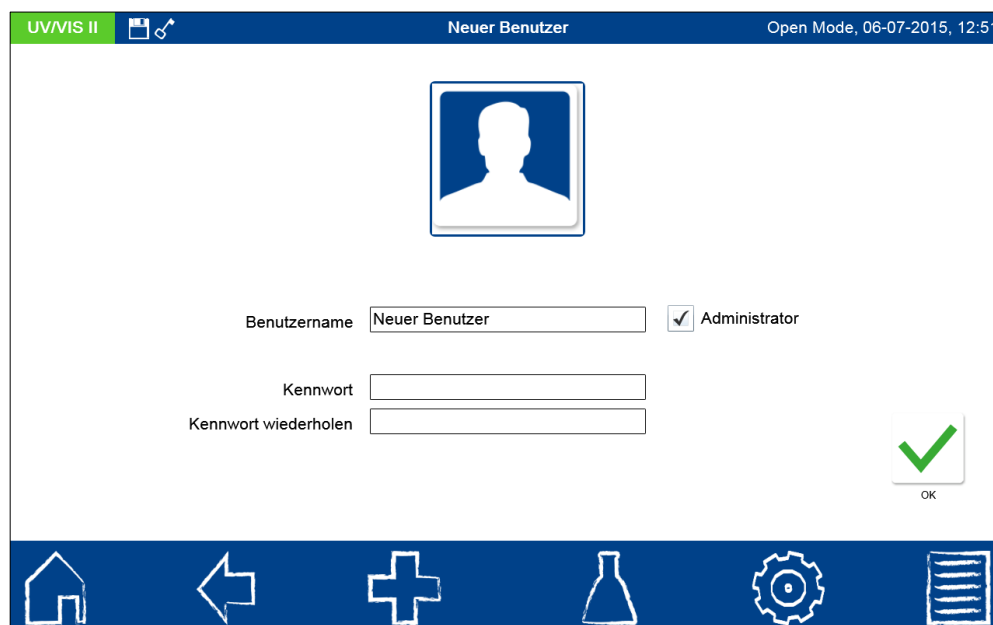 UV/VIS II Neuer Benutzer Open Mode, 06-07-2015, 12:51
Benutzername Neuer Benutzer Administrator
Kennwort
Kennwort wiederholen
OK